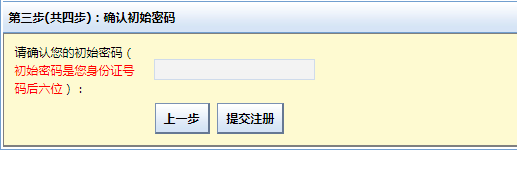 第三步(共四步)：确认初始密码
请确认您的初始密码（
初始密码是您身份证号
码后六位）：
上一步 提交注册